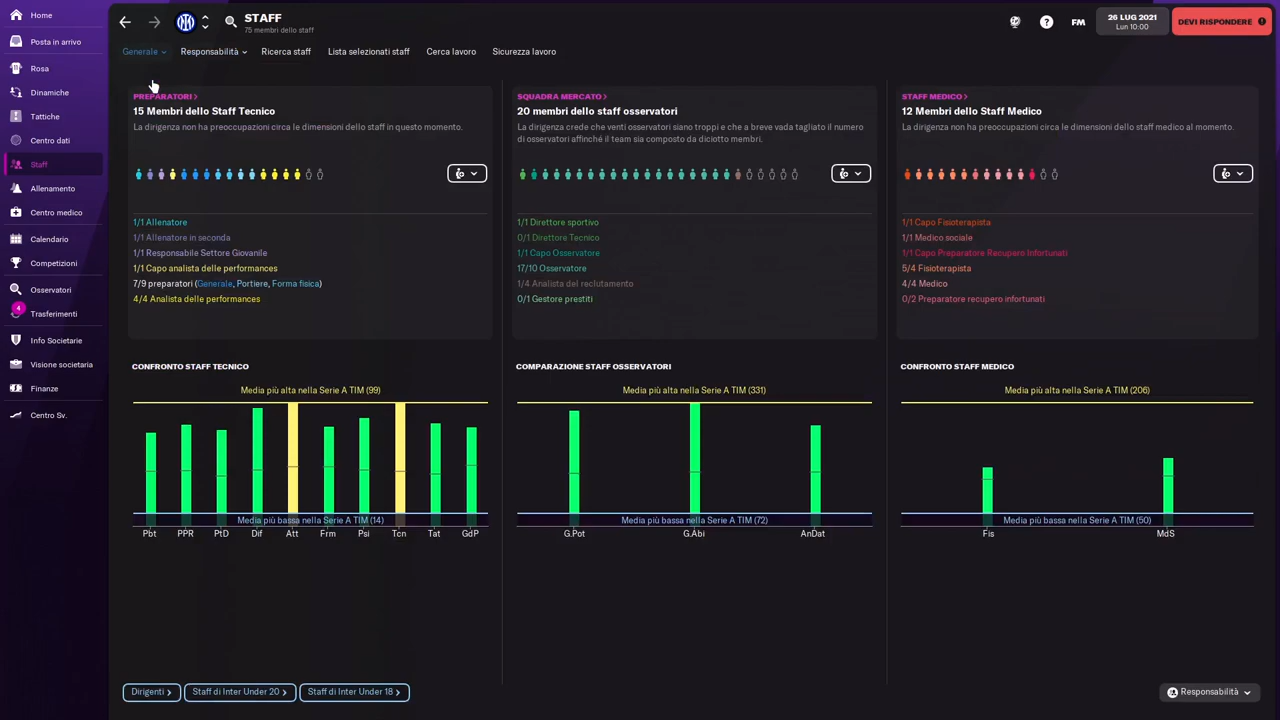 Home
Posta in arrivo
Rosa
Dinamiche
Tattiche
Centro dati
Staff
Allenamento
Centro medico
Calendario
Competizioni
Osservatori
4
Trasferimenti
Info Societarie
Visione societaria
Finanze
Centro Sv.
STAFF
75 membri dello staff
FM
26 LUG 2021
Lun 10:00
DEVI RISPONDERE
Generale
Responsabilità
Ricerca staff
Lista selezionati staff
Cerca lavoro
Sicurezza lavoro
PREPARATORI
15 Membri dello Staff Tecnico
La dirigenza non ha preoccupazioni circa le dimensioni dello staff in questo momento.
1/1 Allenatore
1/1 Allenatore in seconda
1/1 Responsabile Settore Giovanile
1/1 Capo analista delle performances
7/9 preparatori (Generale, Portiere, Forma fisica)
4/4 Analista delle performances
SQUADRA MERCATO
20 membri dello staff osservatori
La dirigenza crede che venti osservatori siano troppi e che a breve vada tagliato il numero
di osservatori affinché il team sia composto da diciotto membri.
1/1 Direttore sportivo
0/1 Direttore Tecnico
1/1 Capo Osservatore
17/10 Osservatore
1/4 Analista del reclutamento
0/1 Gestore prestiti
STAFF MEDICO
12 Membri dello Staff Medico
La dirigenza non ha preoccupazioni circa le dimensioni dello staff medico al momento.
1/1 Capo Fisioterapista
1/1 Medico sociale
1/1 Capo Preparatore Recupero Infortunati
5/4 Fisioterapista
4/4 Medico
0/2 Preparatore recupero infortunati
CONFRONTO STAFF TECNICO
Media più alta nella Serie A TIM (99)
Media più bassa nella Serie A TIM (14)
Pbt PPR PtD Dif Att Frm Psi Tcn Tat GdP
COMPARAZIONE STAFF OSSERVATORI
Media più alta nella Serie A TIM (331)
Media più bassa nella Serie A TIM (72)
G.Pot G.Abi AnDat
CONFRONTO STAFF MEDICO
Media più alta nella Serie A TIM (206)
Media più bassa nella Serie A TIM (50)
Fis MdS
Dirigenti
Staff di Inter Under 20
Staff di Inter Under 18
Responsabilità